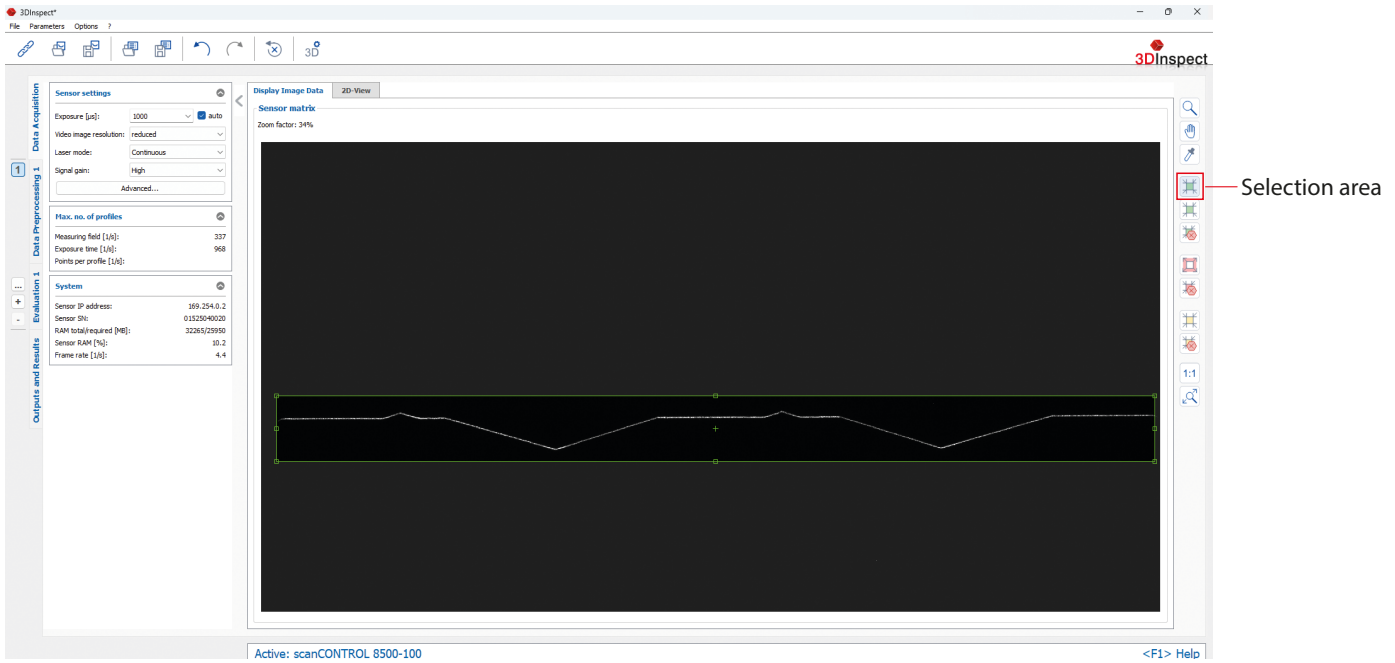 3DInspect*
File Parameters Options ?
3D
3DInspect
Data Acquisition
Data Preprocessing 1
Evaluation 1
Outputs and Results
1
...
+
-
Sensor settings
Exposure [µs]: 1000 auto
Video image resolution: reduced
Laser mode: Continuous
Signal gain: High
Advanced...
Max. no. of profiles
Measuring field [1/s]: 337
Exposure time [1/s]: 968
Points per profile [1/s]:
System
Sensor IP address: 169.254.0.2
Sensor SN: 01525040020
RAM total/required [MB]: 32265/25950
Sensor RAM [%]: 10.2
Frame rate [1/s]: 4.4
Display Image Data 2D-View
Sensor matrix
Zoom factor: 34%
1:1
Selection area
Active: scanCONTROL 8500-100 <F1> Help